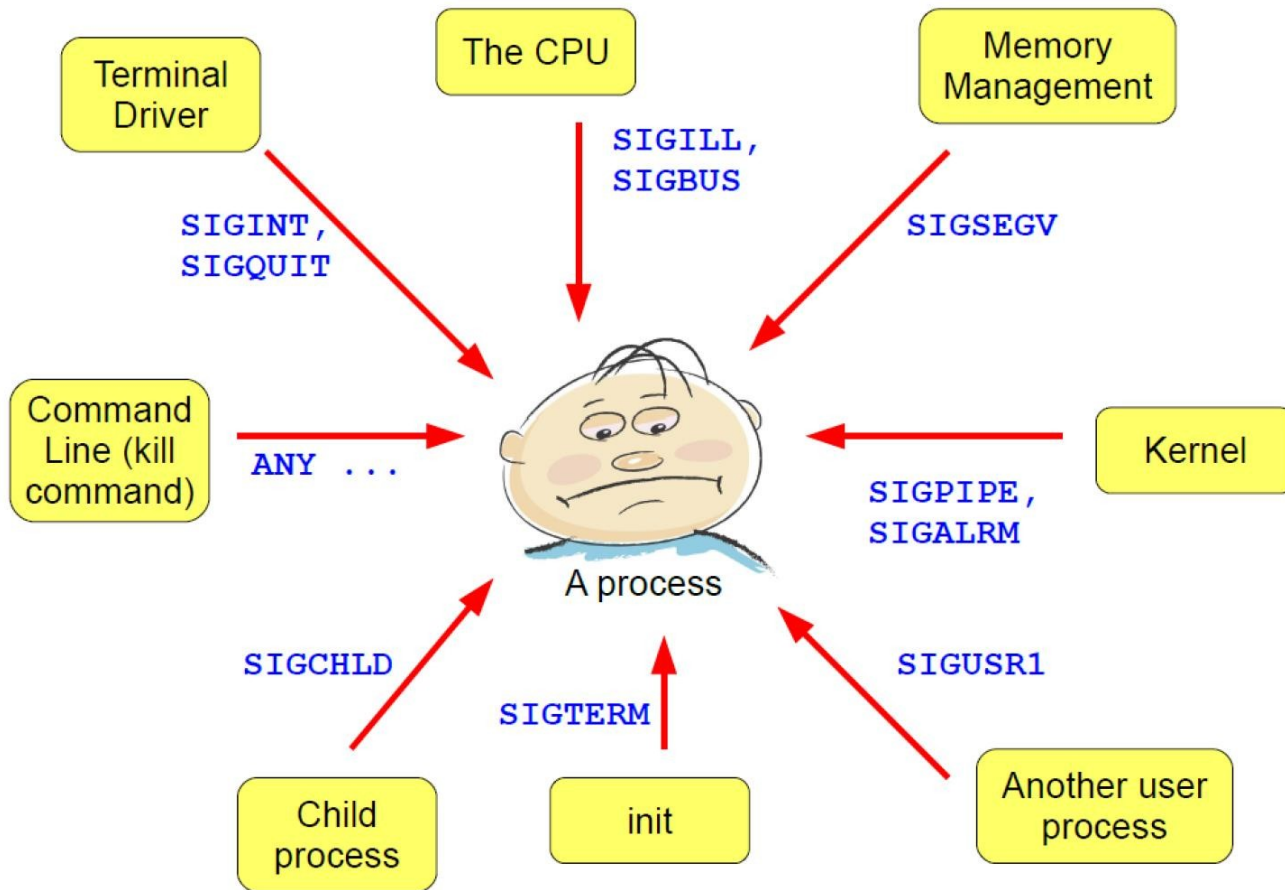 Terminal
Driver
The CPU
Memory
Management
SIGINT,
SIGQUIT
SIGILL,
SIGBUS
SIGSEGV
Command
Line (kill
command)
ANY ...
Kernel
SIGPIPE,
SIGALRM
A process
SIGCHLD
SIGTERM
SIGUSR1
Child
process
init
Another user
process